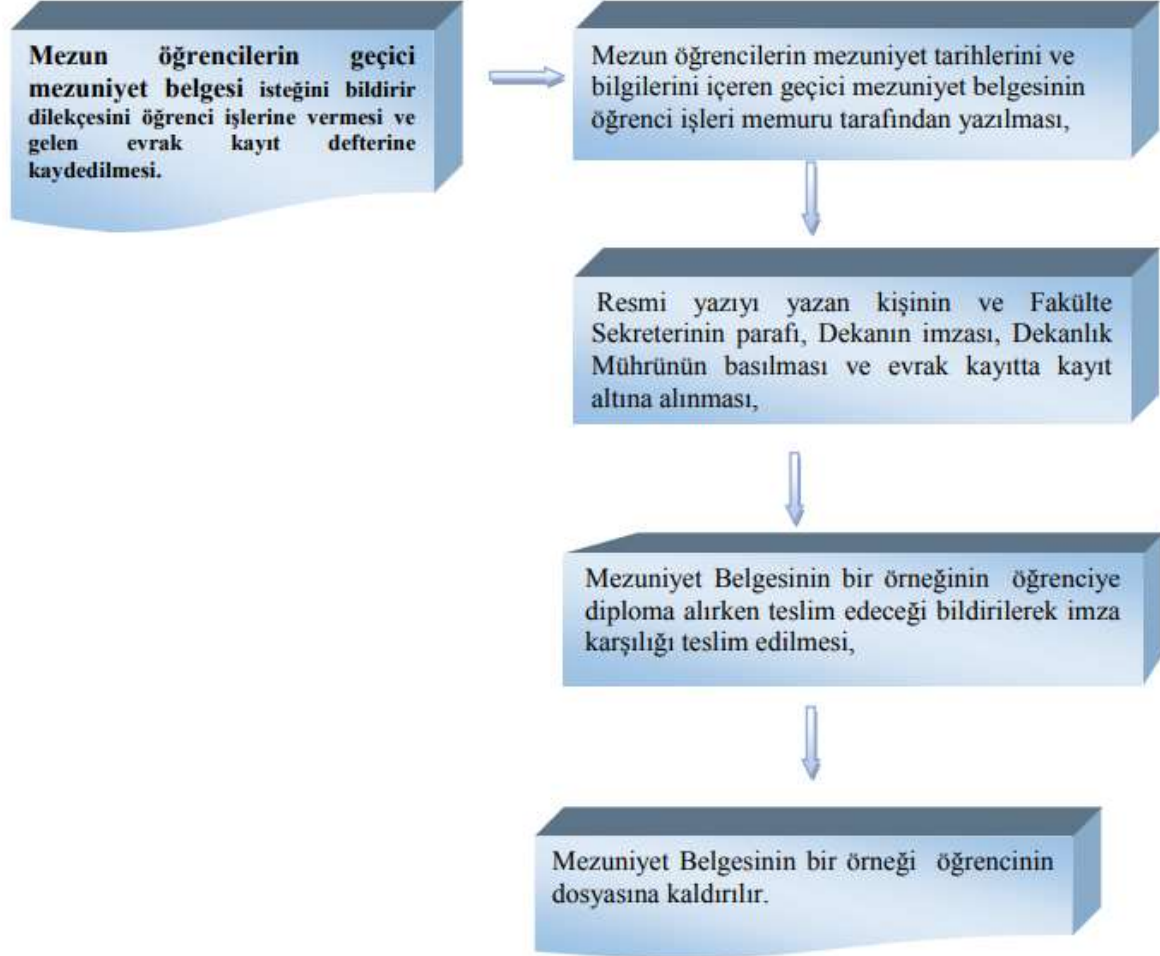 Mezun öğrencilerin geçici
mezuniyet belgesi isteğini bildirir
dilekçesini öğrenci işlerine vermesi ve
gelen evrak kayıt defterine
kaydedilmesi.
Mezun öğrencilerin mezuniyet tarihlerini ve
bilgilerini içeren geçici mezuniyet belgesinin
öğrenci işleri memuru tarafından yazılması,
Resmi yazıyı yazan kişinin ve Fakülte
Sekreterinin parafı, Dekanın imzası, Dekanlık
Mührünün basılması ve evrak kayıtta kayıt
altına alınması,
Mezuniyet Belgesinin bir örneğinin öğrenciye
diploma alırken teslim edeceği bildirilerek imza
karşılığı teslim edilmesi,
Mezuniyet Belgesinin bir örneği öğrencinin
dosyasına kaldırılır.